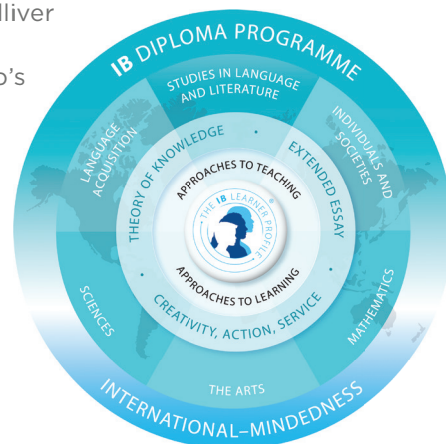 lliver
o's
IB DIPLOMA PROGRAMME
STUDIES IN LANGUAGE
AND LITERATURE
LANGUAGE
ACQUISITION
INDIVIDUALS AND
SOCIETIES
THEORY OF KNOWLEDGE
EXTENDED ESSAY
APPROACHES TO TEACHING
THE IB LEARNER PROFILE
®
APPROACHES TO LEARNING
CREATIVITY, ACTION, SERVICE
SCIENCES
MATHEMATICS
THE ARTS
INTERNATIONAL–MINDEDNESS